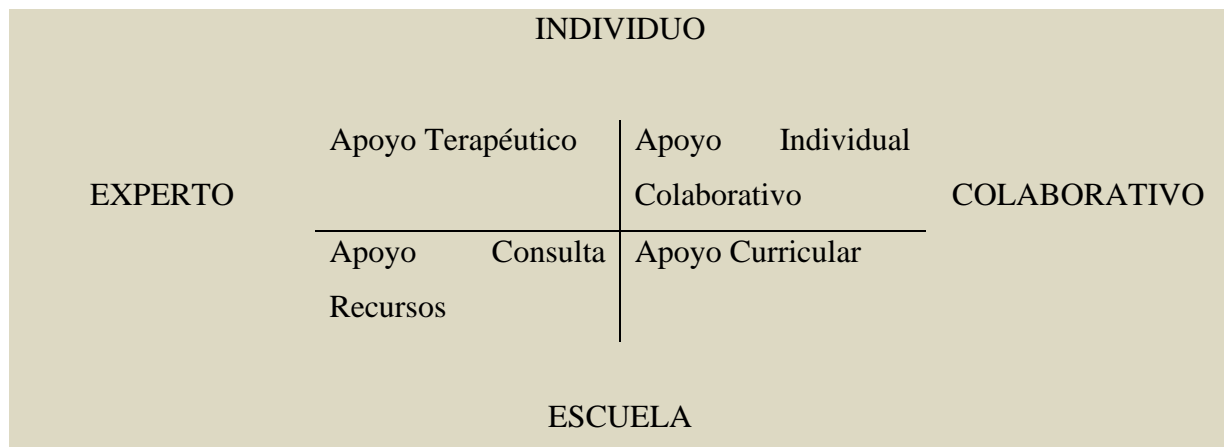 INDIVIDUO
Apoyo Terapéutico
Apoyo Individual
Colaborativo
EXPERTO
COLABORATIVO
Apoyo Consulta
Recursos
Apoyo Curricular
ESCUELA